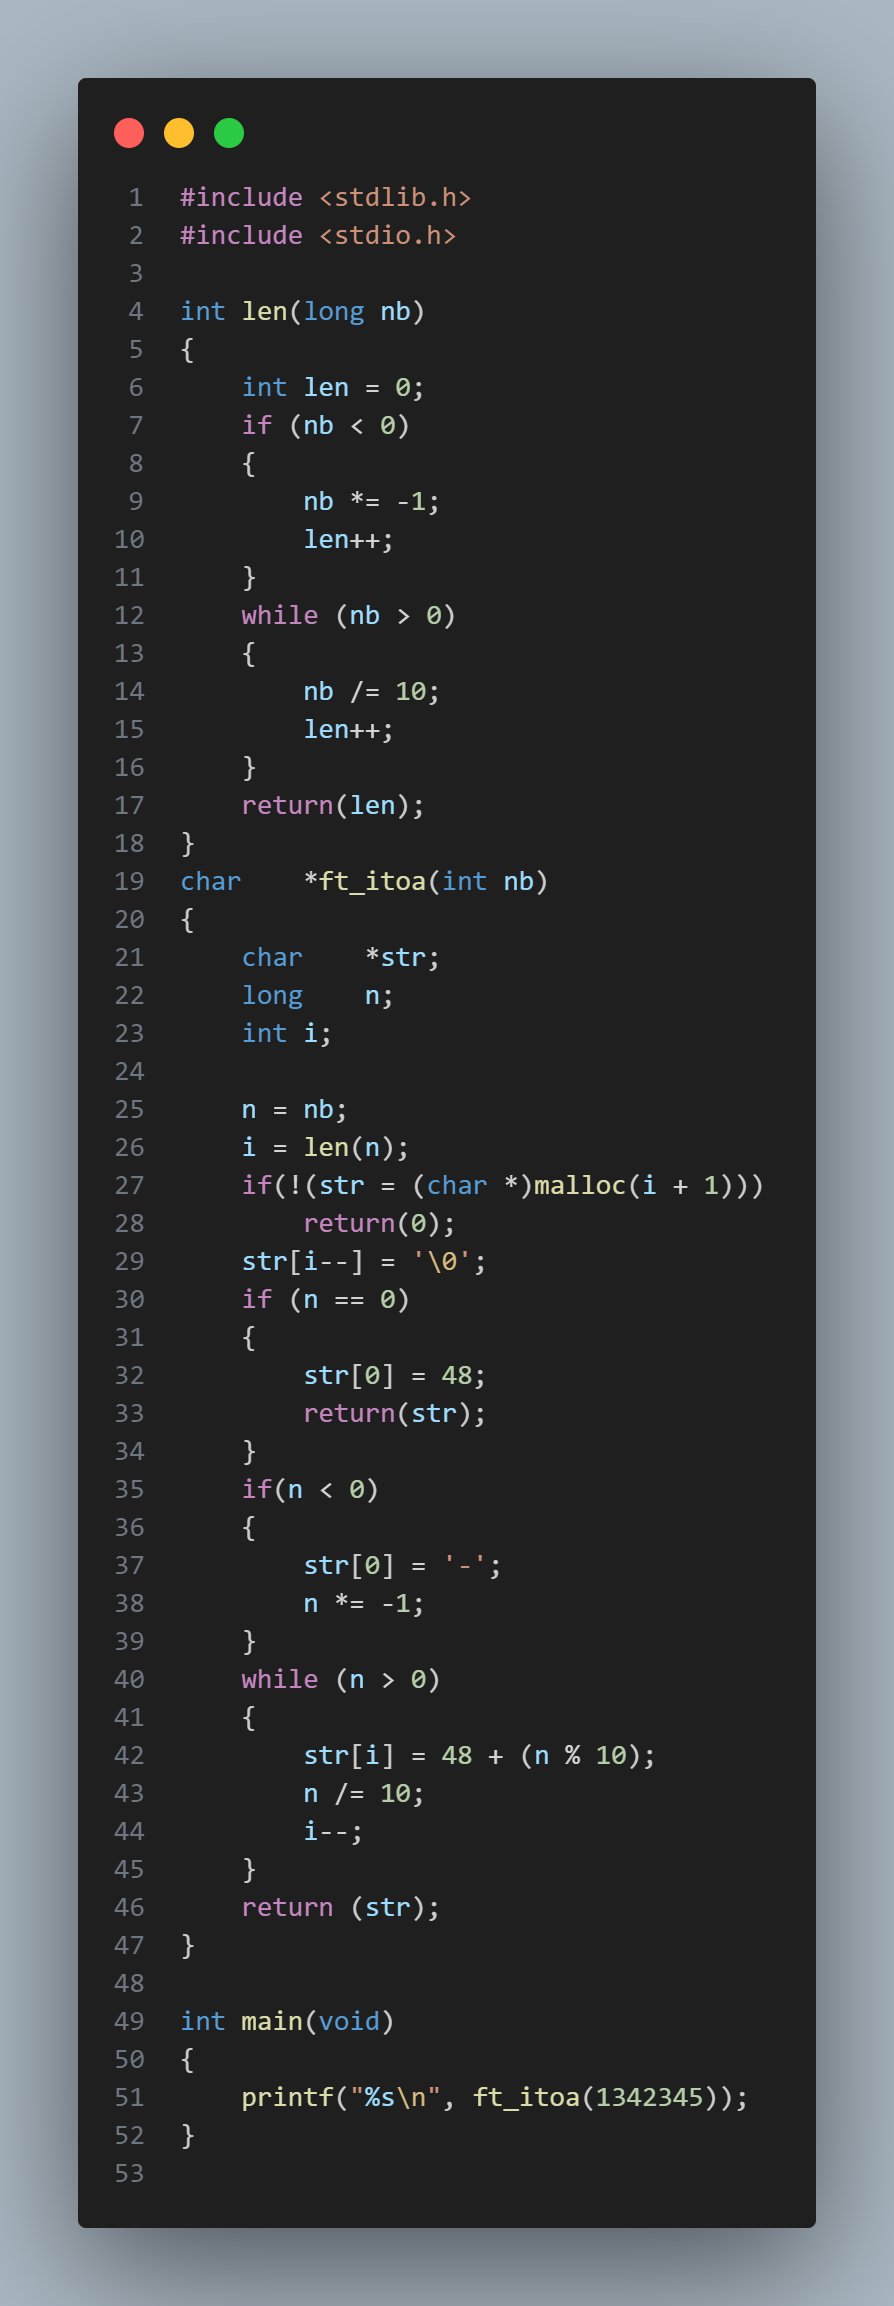 1 #include <stdlib.h>
2 #include <stdio.h>
3
4 int len(long nb)
5 {
6     int len = 0;
7     if (nb < 0)
8     {
9         nb *= -1;
10         len++;
11     }
12     while (nb > 0)
13     {
14         nb /= 10;
15         len++;
16     }
17     return(len);
18 }
19 char    *ft_itoa(int nb)
20 {
21     char    *str;
22     long    n;
23     int i;
24
25     n = nb;
26     i = len(n);
27     if(!(str = (char *)malloc(i + 1)))
28         return(0);
29     str[i--] = '\0';
30     if (n == 0)
31     {
32         str[0] = 48;
33         return(str);
34     }
35     if(n < 0)
36     {
37         str[0] = '-';
38         n *= -1;
39     }
40     while (n > 0)
41     {
42         str[i] = 48 + (n % 10);
43         n /= 10;
44         i--;
45     }
46     return (str);
47 }
48
49 int main(void)
50 {
51     printf("%s\n", ft_itoa(1342345));
52 }
53